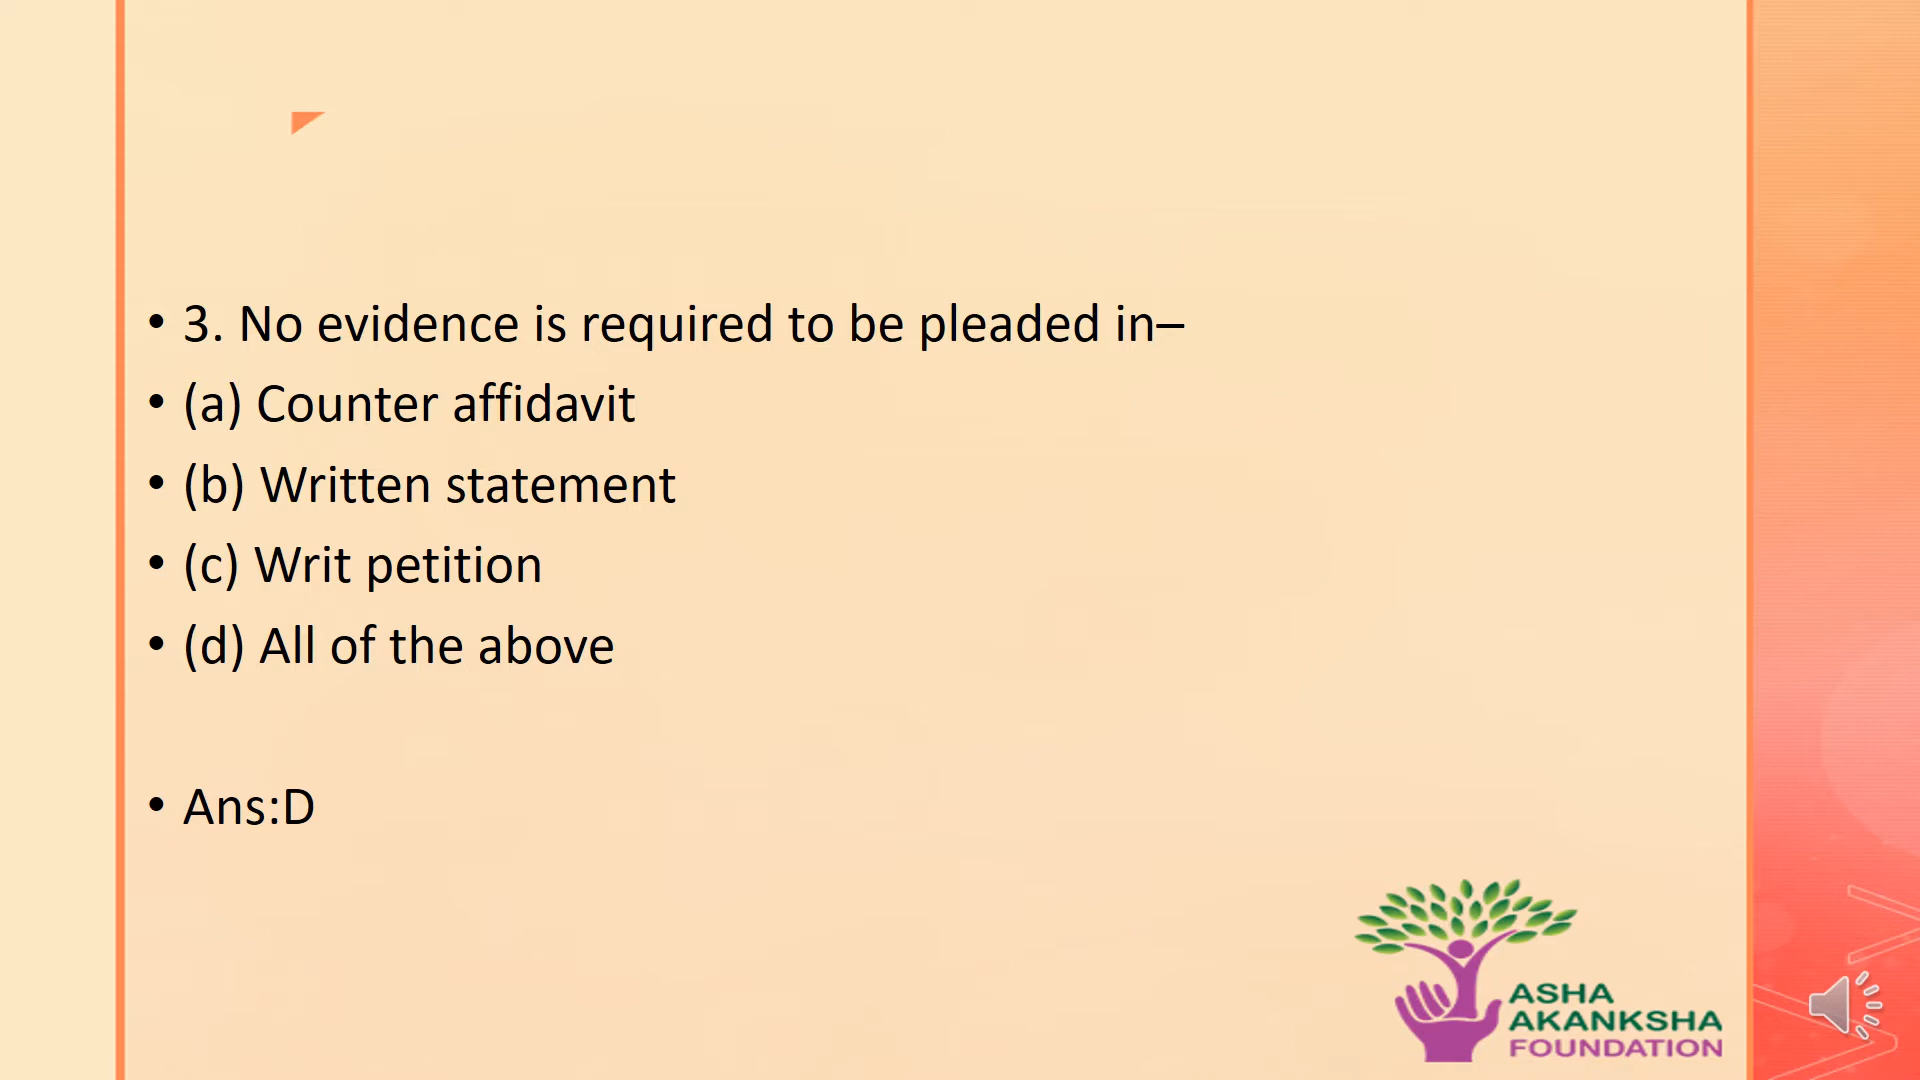 • 3. No evidence is required to be pleaded in–
• (a) Counter affidavit
• (b) Written statement
• (c) Writ petition
• (d) All of the above
• Ans:D
ASHA
AKANKSHA
FOUNDATION